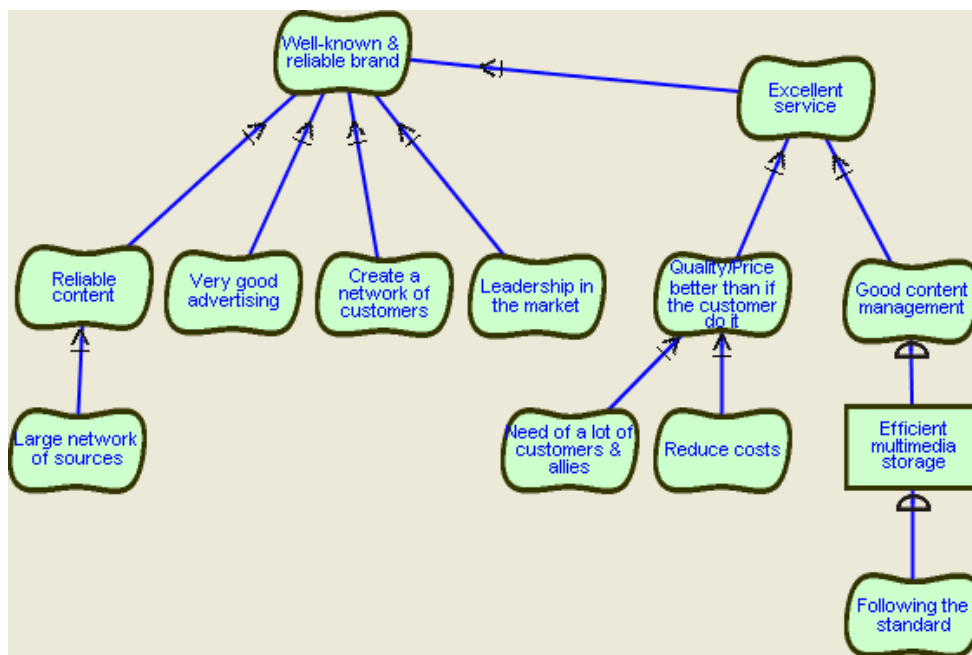 Well-known &
reliable brand
Excellent
service
Reliable
content
Very good
advertising
Create a
network of
customers
Leadership in
the market
Quality/Price
better than if
the customer
do it
Good content
management
Large network
of sources
Need of a lot of
customers &
allies
Reduce costs
Efficient
multimedia
storage
Following the
standard